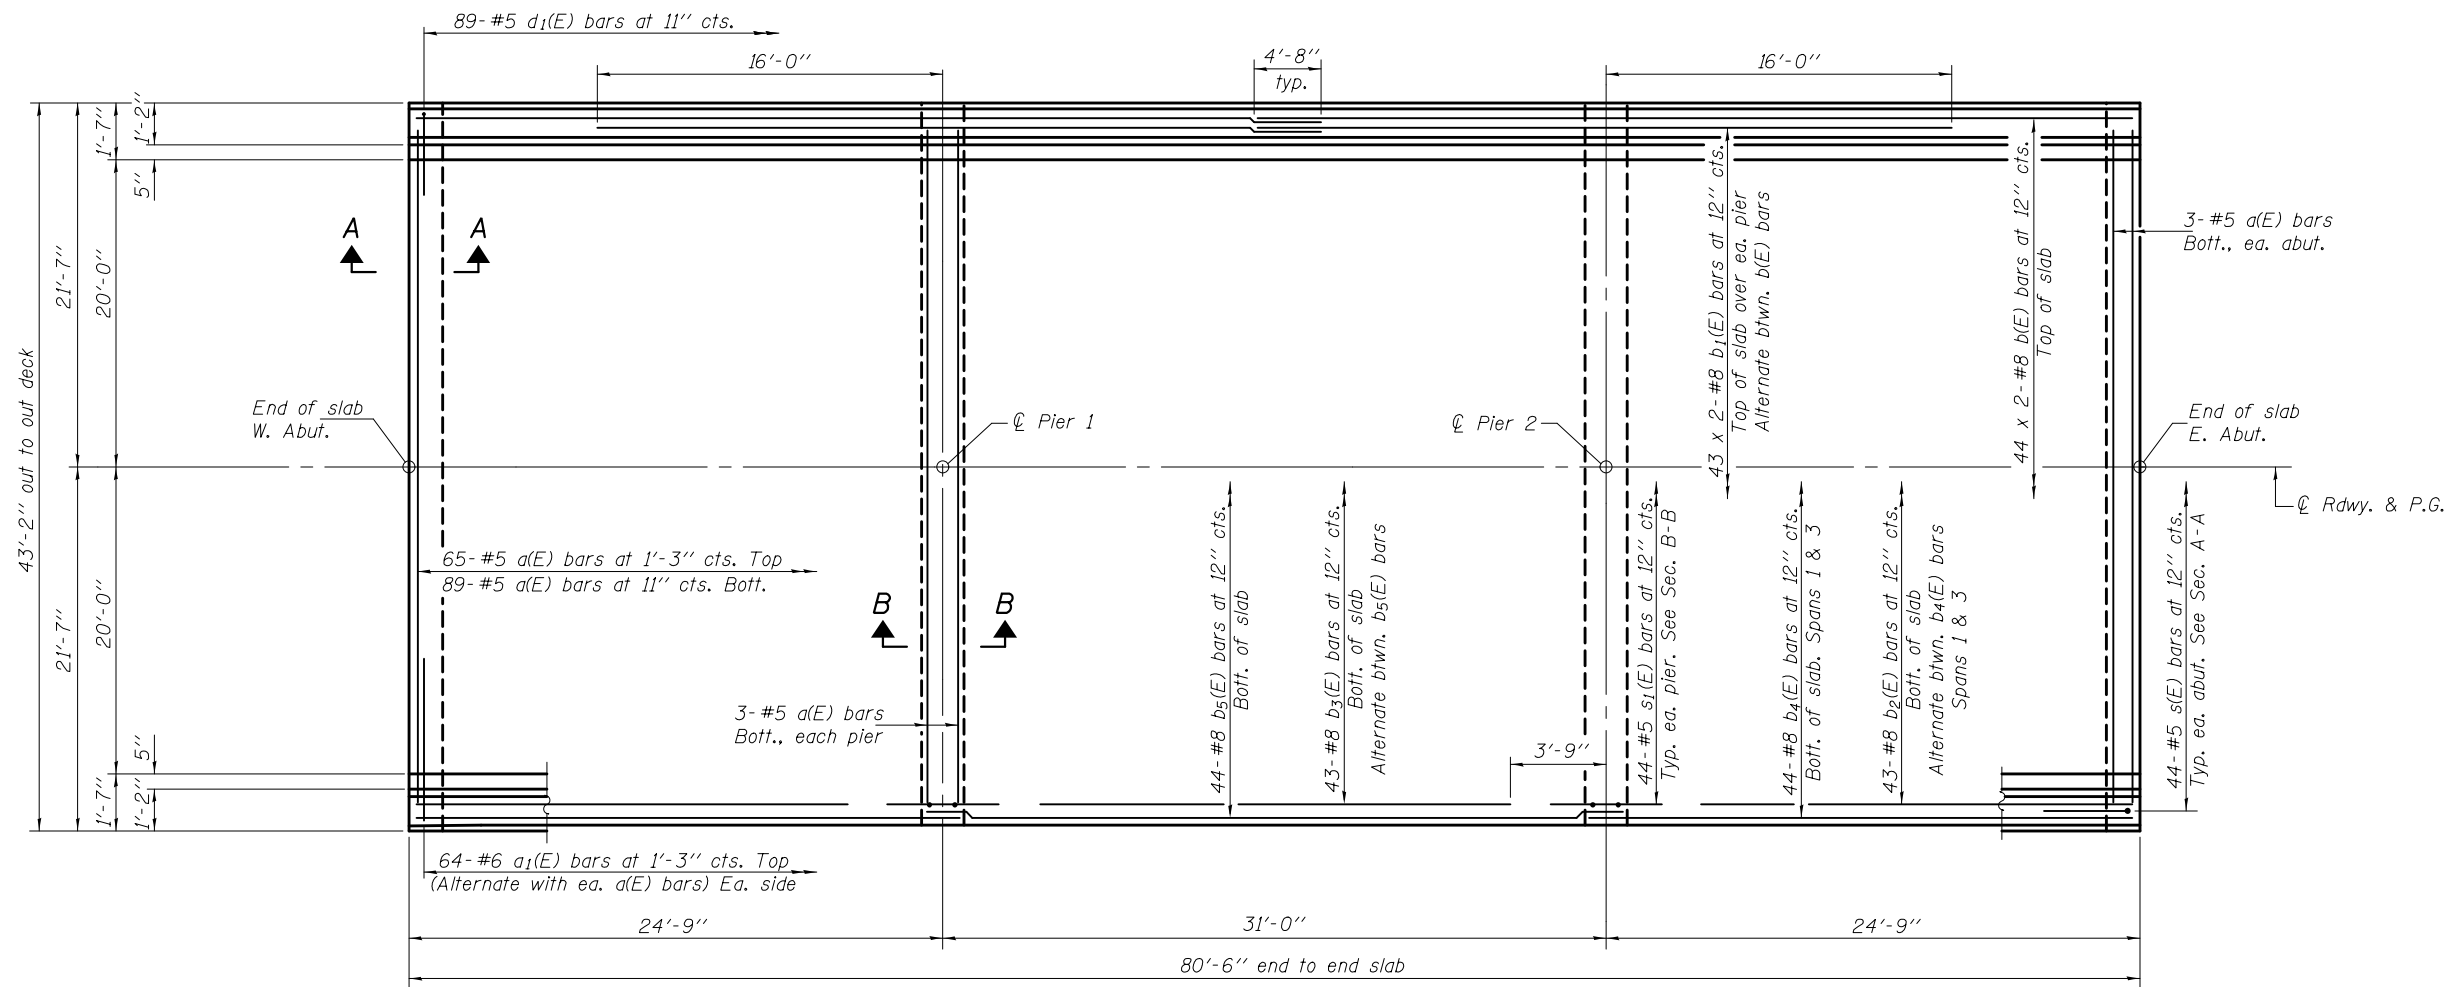 89-#5 d1(E) bars at 11" cts.
16'-0"
4'-8"
typ.
16'-0"
43'-2" out to out deck
21'-7"
21'-7"
1'-7"
20'-0"
20'-0"
1'-7"
1'-2"
5"
5"
1'-2"
A
A
End of slab
W. Abut.
65-#5 a(E) bars at 1'-3" cts. Top
89-#5 a(E) bars at 11" cts. Bott.
B
B
3-#5 a(E) bars
Bott., each pier
64-#6 a1(E) bars at 1'-3" cts. Top
(Alternate with ea. a(E) bars) Ea. side
℄ Pier 1
℄ Pier 2
43 x 2-#8 b1(E) bars at 12" cts.
Top of slab over ea. pier
Alternate btwn. b(E) bars
44 x 2-#8 b(E) bars at 12" cts.
Top of slab
3-#5 a(E) bars
Bott., ea. abut.
End of slab
E. Abut.
℄ Rdwy. & P.G.
44-#8 b5(E) bars at 12" cts.
Bott. of slab
43-#8 b3(E) bars at 12" cts.
Bott. of slab
Alternate btwn. b5(E) bars
3'-9"
44-#5 s1(E) bars at 12" cts.
Typ. ea. pier. See Sec. B-B
44-#8 b4(E) bars at 12" cts.
Bott. of slab. Spans 1 & 3
43-#8 b2(E) bars at 12" cts.
Bott. of slab
Alternate btwn. b4(E) bars
Spans 1 & 3
44-#5 s(E) bars at 12" cts.
Typ. ea. abut. See Sec. A-A
24'-9"
31'-0"
24'-9"
80'-6" end to end slab